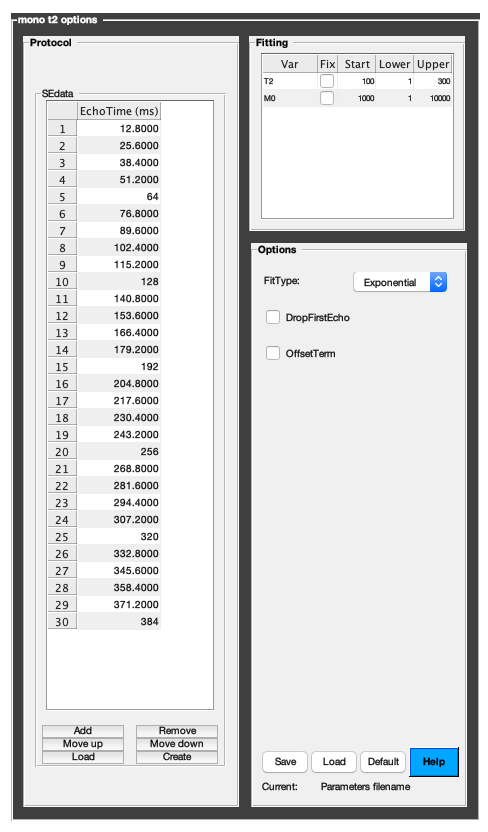 mono t2 options
Protocol
SEdata
EchoTime (ms)
1 12.8000
2 25.6000
3 38.4000
4 51.2000
5 64
6 76.8000
7 89.6000
8 102.4000
9 115.2000
10 128
11 140.8000
12 153.6000
13 166.4000
14 179.2000
15 192
16 204.8000
17 217.6000
18 230.4000
19 243.2000
20 256
21 268.8000
22 281.6000
23 294.4000
24 307.2000
25 320
26 332.8000
27 345.6000
28 358.4000
29 371.2000
30 384
Add Remove
Move up Move down
Load Create
Fitting
Var Fix Start Lower Upper
T2 100 1 300
M0 1000 1 10000
Options
FitType: Exponential
DropFirstEcho
OffsetTerm
Save Load Default Help
Current: Parameters filename